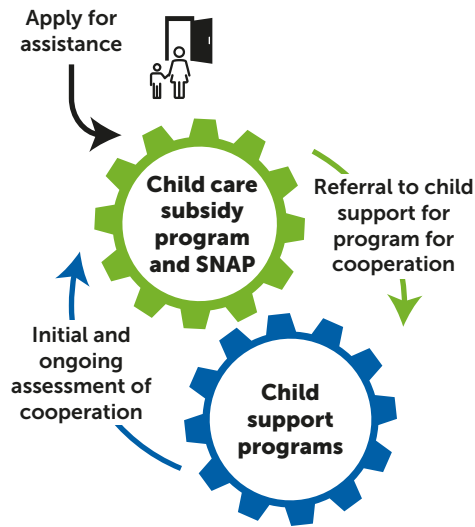 Apply for
assistance
Child care
subsidy
program
and SNAP
Referral to child
support for
program for
cooperation
Initial and
ongoing
assessment of
cooperation
Child
support
programs